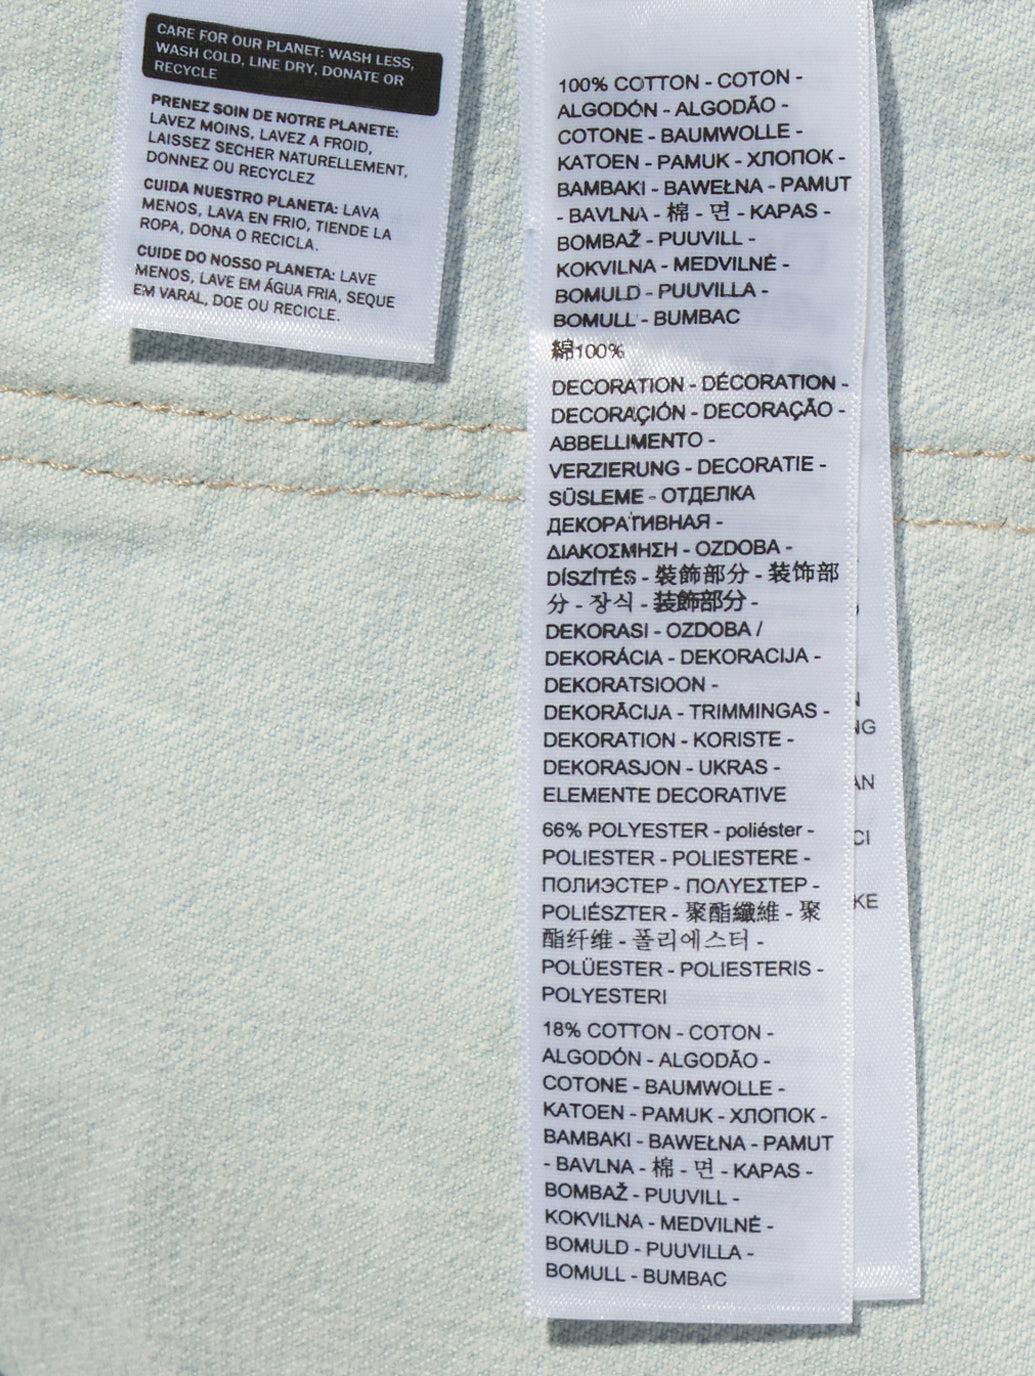 CARE FOR OUR PLANET: WASH LESS,
WASH COLD, LINE DRY, DONATE OR
RECYCLE
PRENEZ SOIN DE NOTRE PLANETE:
LAVEZ MOINS, LAVEZ A FROID,
LAISSEZ SECHER NATURELLEMENT,
DONNEZ OU RECYCLEZ
CUIDA NUESTRO PLANETA: LAVA
MENOS, LAVA EN FRIO, TIENDE LA
ROPA, DONA O RECICLA.
CUIDE DO NOSSO PLANETA: LAVE
MENOS, LAVE EM ÁGUA FRIA, SEQUE
EM VARAL, DOE OU RECICLE.
100% COTTON - COTON -
ALGODÓN - ALGODÃO -
COTONE - BAUMWOLLE -
KATOEN - PAMUK - ХЛОПОК -
BAMBAKI - BAWEŁNA - PAMUT
- BAVLNA - 棉 - 면 - KAPAS -
BOMBAŽ - PUUVILL -
KOKVILNA - MEDVILNĖ -
BOMULD - PUUVILLA -
BOMULL - BUMBAC
綿100%
DECORATION - DÉCORATION -
DECORAÇIÓN - DECORAÇÃO -
ABBELLIMENTO -
VERZIERUNG - DECORATIE -
SÜSLEME - ОТДЕЛКА
ДЕКОРАТИВНАЯ -
ΔΙΑΚΟΣΜΗΣΗ - OZDOBA -
DÍSZÍTÉS - 裝飾部分 - 装饰部
分 - 장식 - 装飾部分 -
DEKORASI - OZDOBA /
DEKORÁCIA - DEKORACIJA -
DEKORATSIOON -
DEKORĀCIJA - TRIMMINGAS -
DEKORATION - KORISTE -
DEKORASJON - UKRAS -
ELEMENTE DECORATIVE
66% POLYESTER - poliéster -
POLIESTER - POLIESTERE -
ПОЛИЭСТЕР - ΠΟΛΥΕΣΤΕΡ -
POLIÉSZTER - 聚酯纖維 - 聚
酯纤维 - 폴리에스터 -
POLÜESTER - POLIESTERIS -
POLYESTERI
18% COTTON - COTON -
ALGODÓN - ALGODÃO -
COTONE - BAUMWOLLE -
KATOEN - PAMUK - ХЛОПОК -
BAMBAKI - BAWEŁNA - PAMUT
- BAVLNA - 棉 - 면 - KAPAS -
BOMBAŽ - PUUVILL -
KOKVILNA - MEDVILNĖ -
BOMULD - PUUVILLA -
BOMULL - BUMBAC